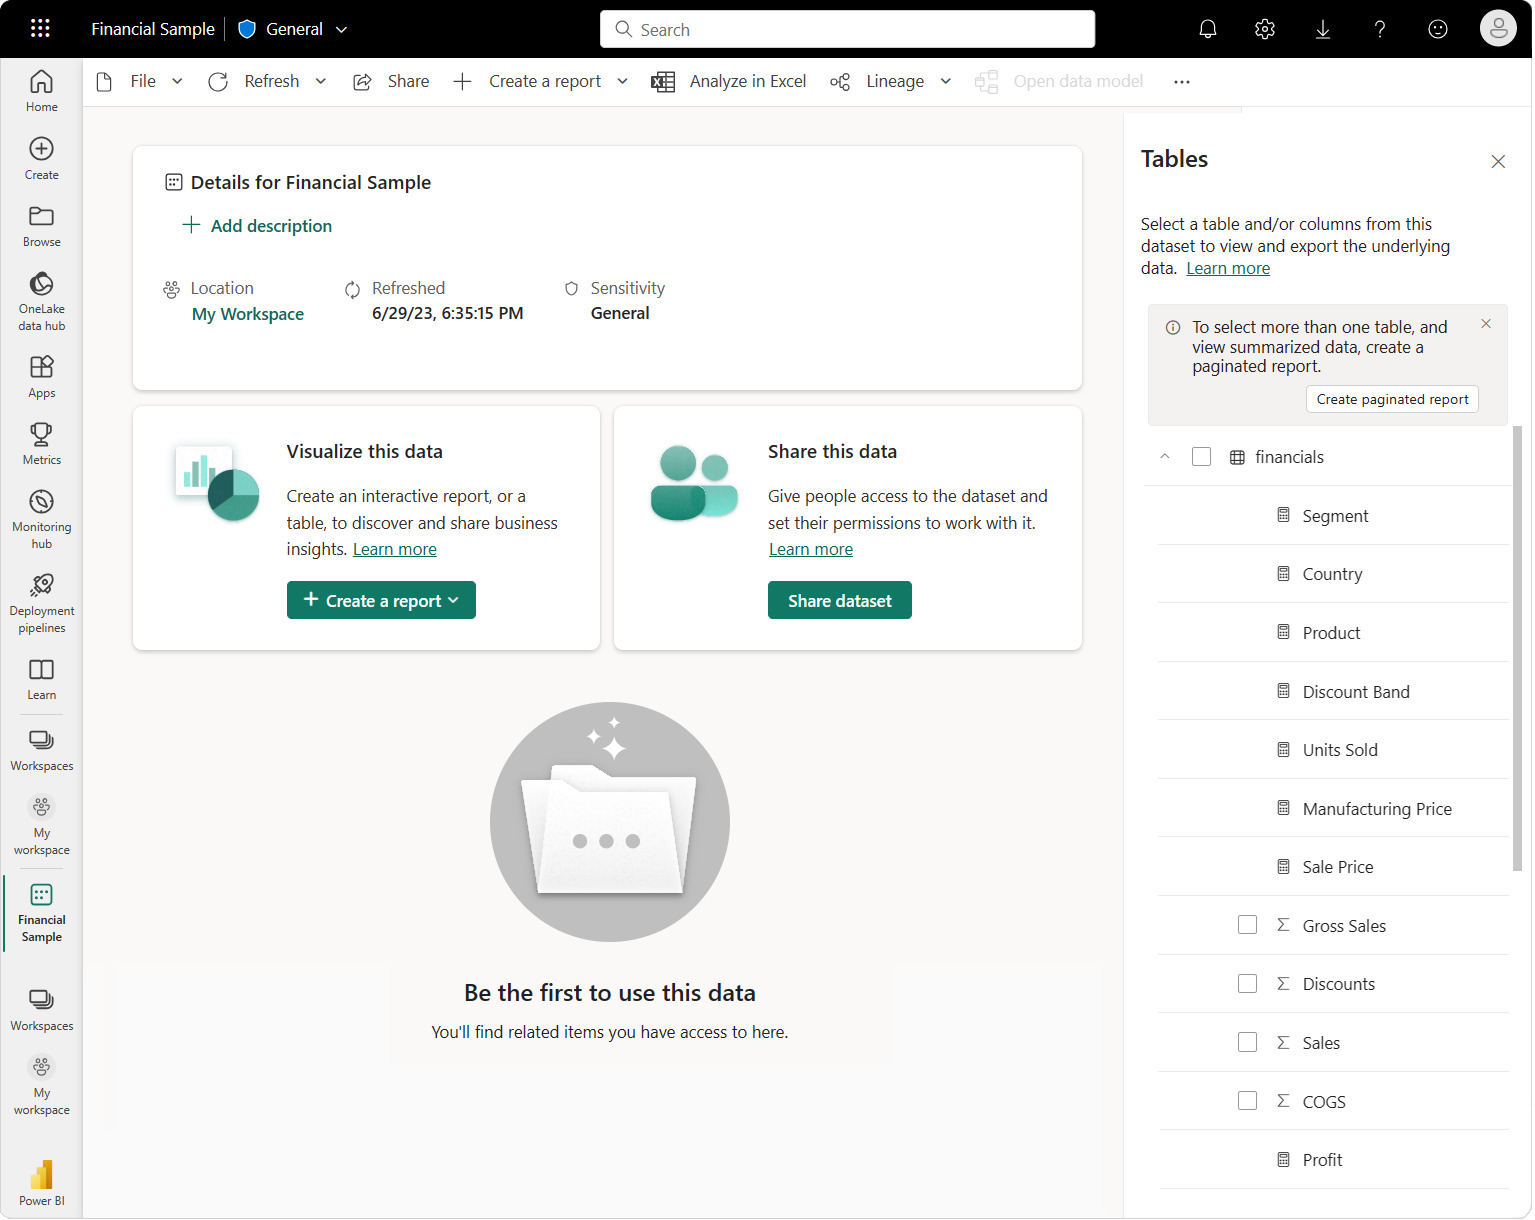 Financial Sample
General
Search
File
Refresh
Share
Create a report
Analyze in Excel
Lineage
Open data model
Home
Create
Browse
OneLake
data hub
Apps
Metrics
Monitoring
hub
Deployment
pipelines
Learn
Workspaces
My
workspace
Financial
Sample
Workspaces
My
workspace
Power BI
Details for Financial Sample
Add description
Location
My Workspace
Refreshed
6/29/23, 6:35:15 PM
Sensitivity
General
Visualize this data
Create an interactive report, or a
table, to discover and share business
insights. Learn more
Create a report
Share this data
Give people access to the dataset and
set their permissions to work with it.
Learn more
Share dataset
Be the first to use this data
You'll find related items you have access to here.
Tables
Select a table and/or columns from this
dataset to view and export the underlying
data. Learn more
To select more than one table, and
view summarized data, create a
paginated report.
Create paginated report
financials
Segment
Country
Product
Discount Band
Units Sold
Manufacturing Price
Sale Price
Gross Sales
Discounts
Sales
COGS
Profit